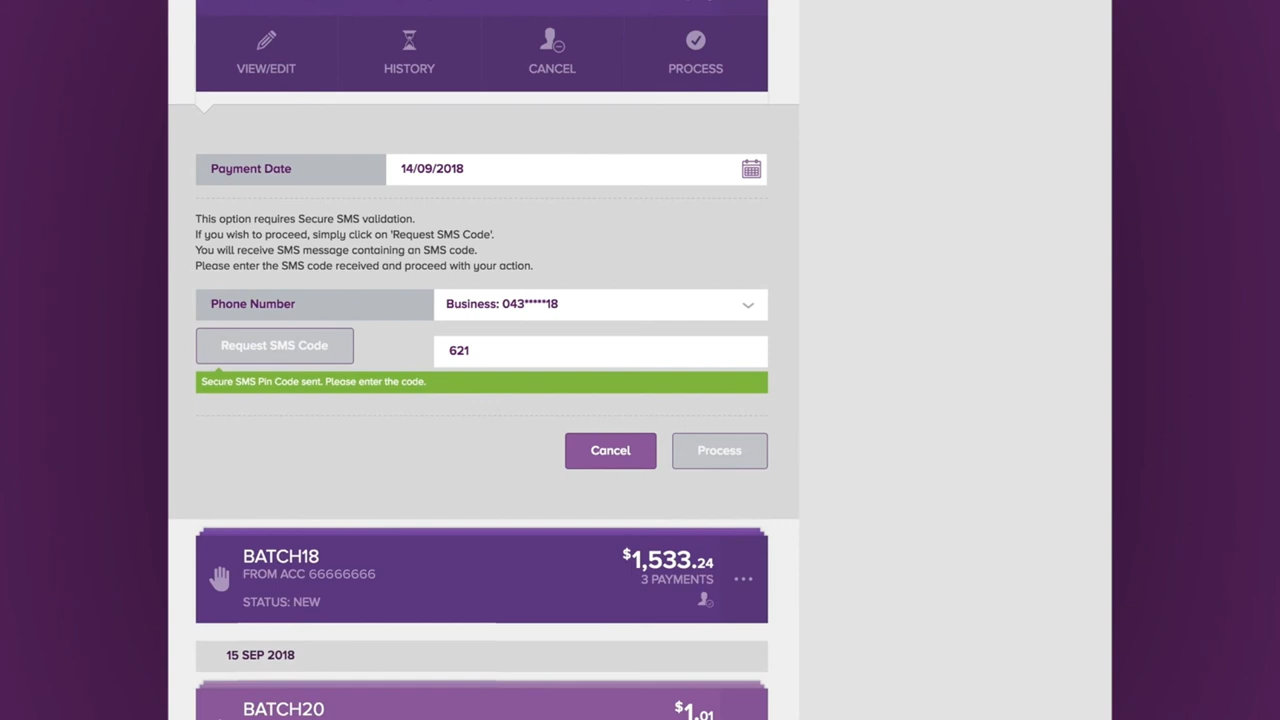 VIEW/EDIT HISTORY CANCEL PROCESS
Payment Date 14/09/2018
This option requires Secure SMS validation.
If you wish to proceed, simply click on 'Request SMS Code'.
You will receive SMS message containing an SMS code.
Please enter the SMS code received and proceed with your action.
Phone Number Business: 043*****18
Request SMS Code 621
Secure SMS Pin Code sent. Please enter the code.
Cancel Process
BATCH18 $1,533.24
FROM ACC 66666666 3 PAYMENTS
STATUS: NEW
15 SEP 2018
BATCH20 $1.01